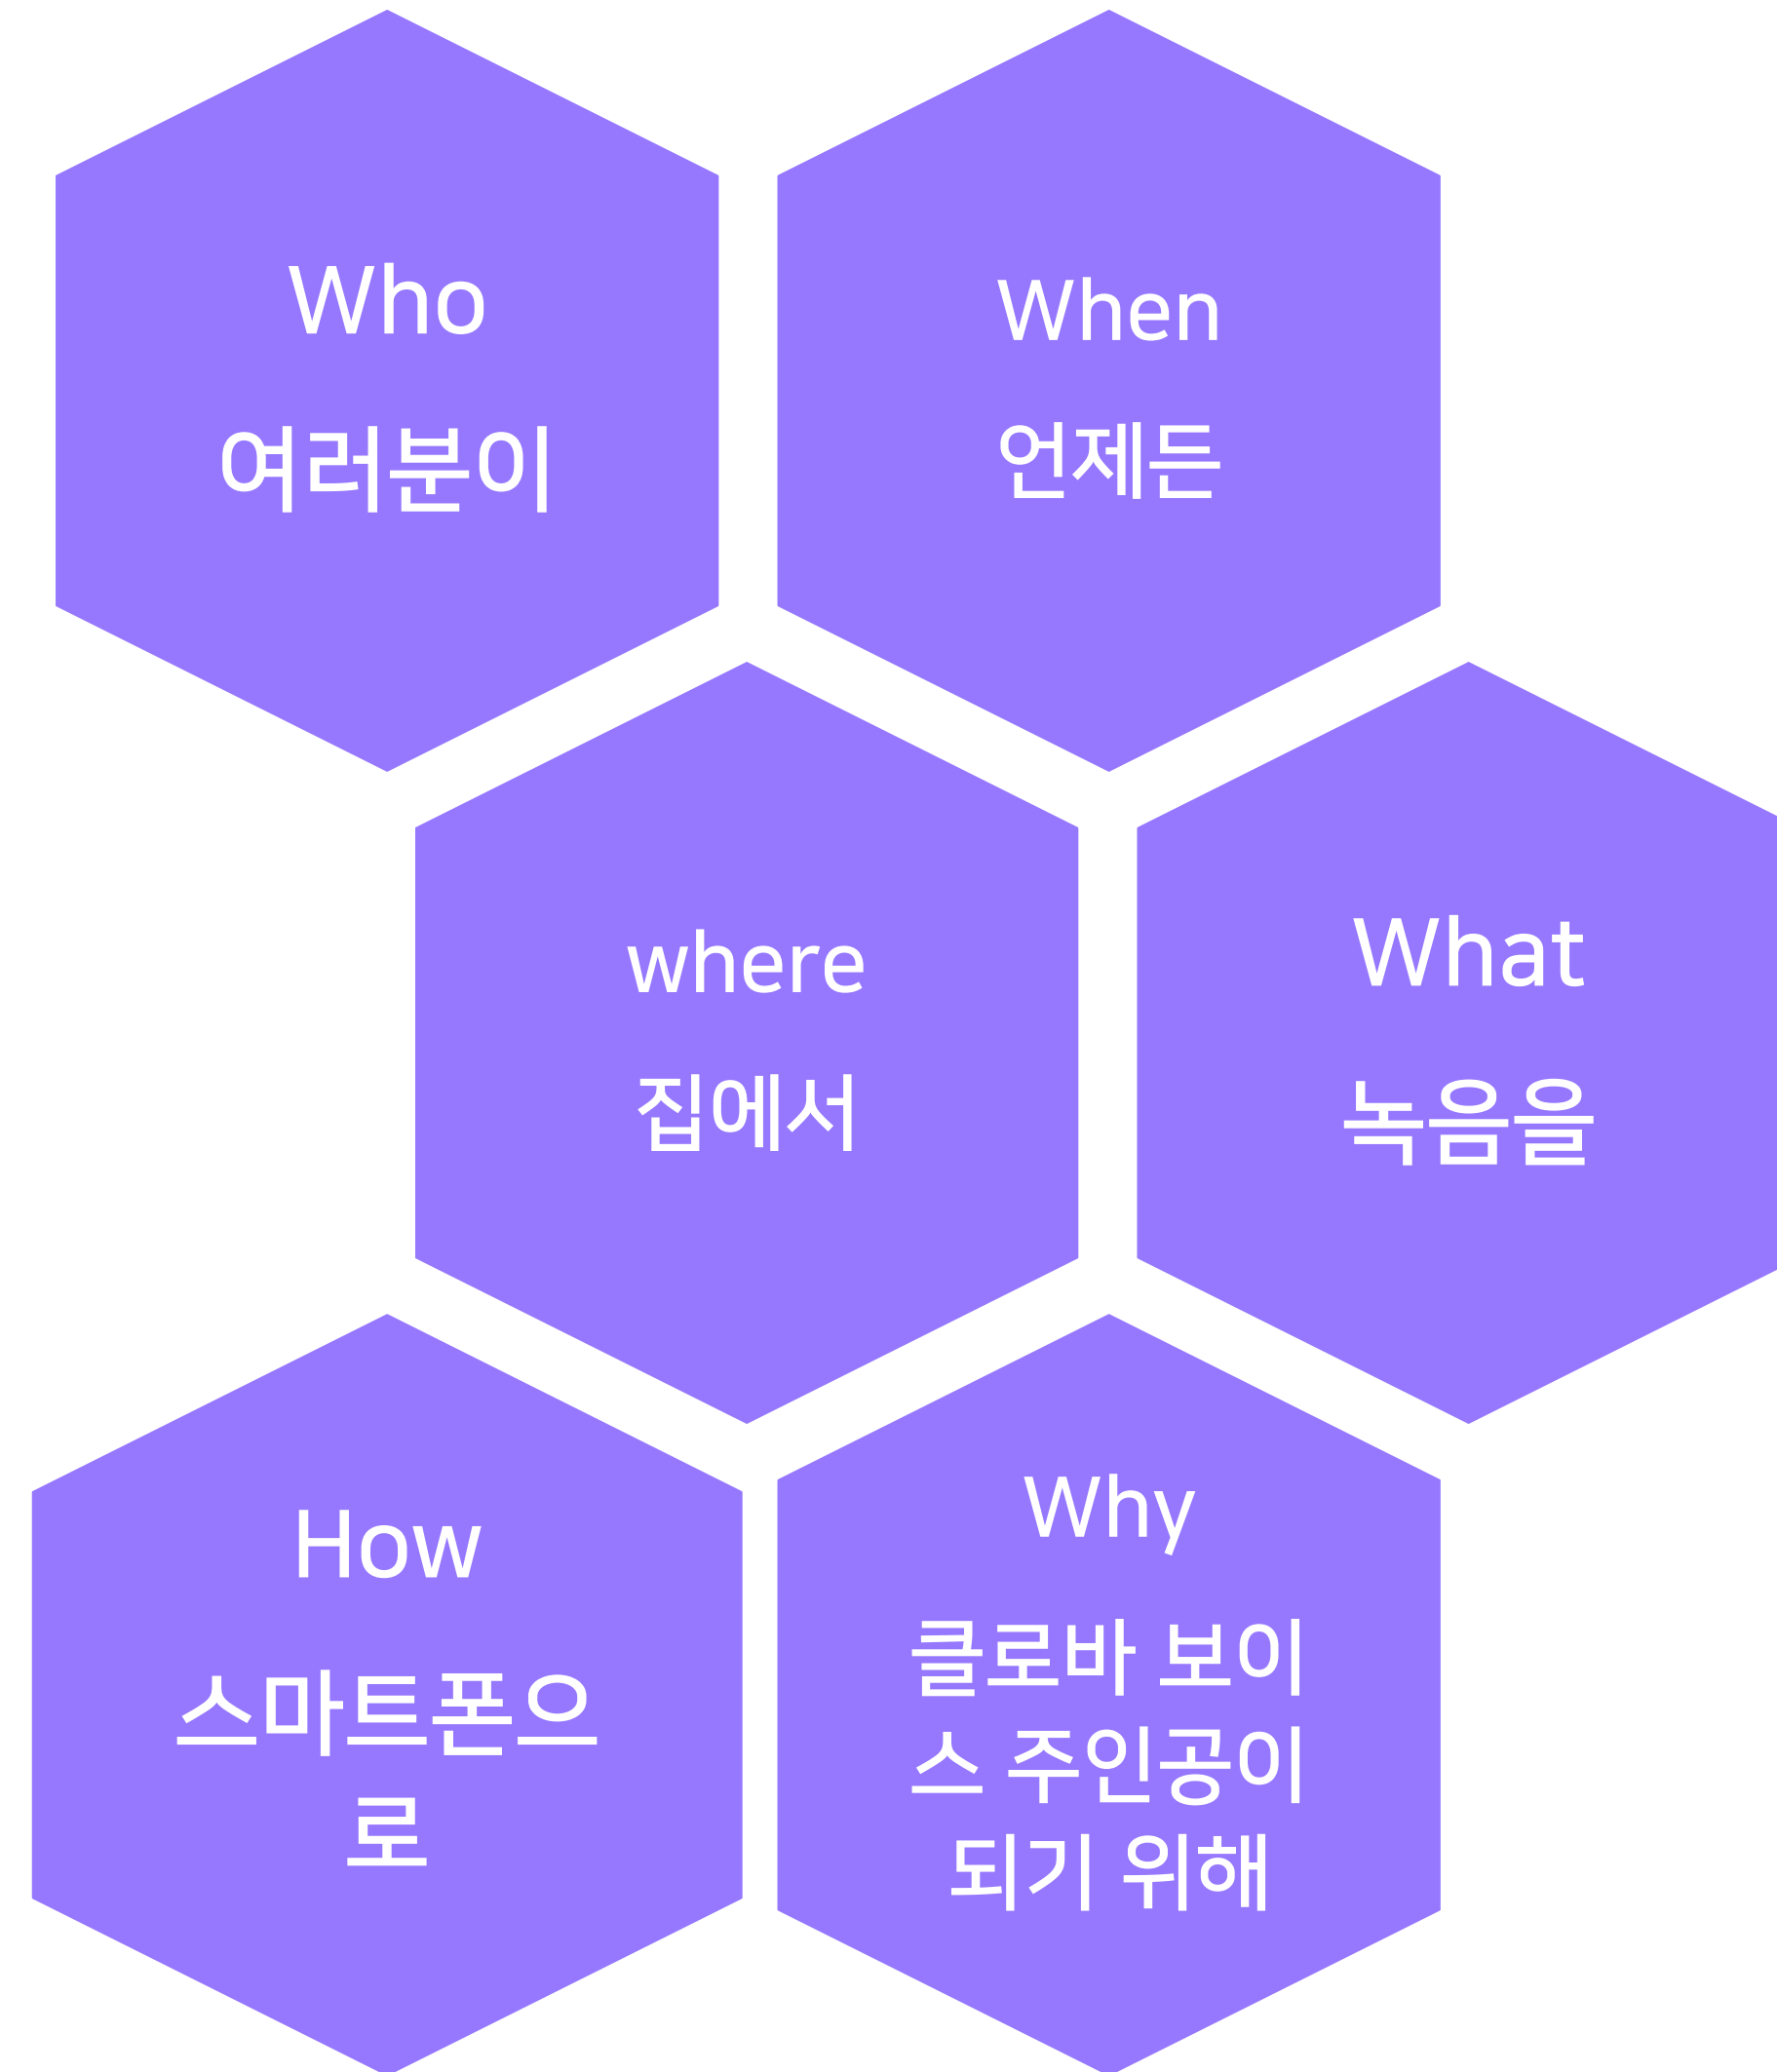 Who
여러분이
When
언제든
where
집에서
What
녹음을
How
스마트폰으
로
Why
클로바 보이
스 주인공이
되기 위해